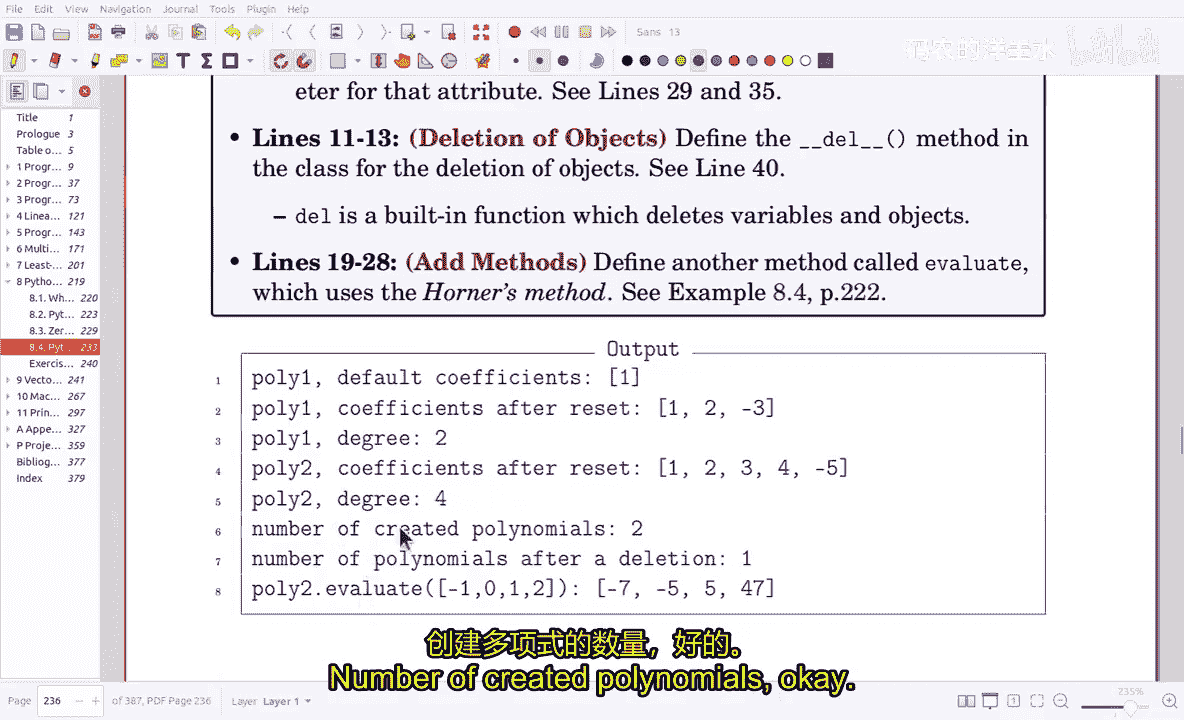 File Edit View Navigation Journal Tools Plugin Help
Sans 13
Title 1
Prologue 3
Table o... 5
1 Progr... 9
2 Progr... 37
3 Progr... 73
4 Linea... 121
5 Progr... 143
6 Multi... 171
7 Least-... 201
8 Pytho... 219
8.1. Wh... 220
8.2. Pyt... 223
8.3. Zer... 229
8.4. Pyt... 233
Exercis... 240
9 Vecto... 241
10 Mac... 267
11 Prin... 297
A Appe... 327
P Proje... 359
Bibliog... 377
Index 379
eter for that attribute. See Lines 29 and 35.
• Lines 11-13: (Deletion of Objects) Define the __del__() method in
the class for the deletion of objects. See Line 40.
– del is a built-in function which deletes variables and objects.
• Lines 19-28: (Add Methods) Define another method called evaluate,
which uses the Horner's method. See Example 8.4, p.222.
Output
1 poly1, default coefficients: [1]
2 poly1, coefficients after reset: [1, 2, -3]
3 poly1, degree: 2
4 poly2, coefficients after reset: [1, 2, 3, 4, -5]
5 poly2, degree: 4
6 number of created polynomials: 2
7 number of polynomials after a deletion: 1
8 poly2.evaluate([-1,0,1,2]): [-7, -5, 5, 47]
创建多项式的数量，好的。
Number of created polynomials, okay.
Page 236 of 387, PDF Page 236 Layer Layer 1 235%